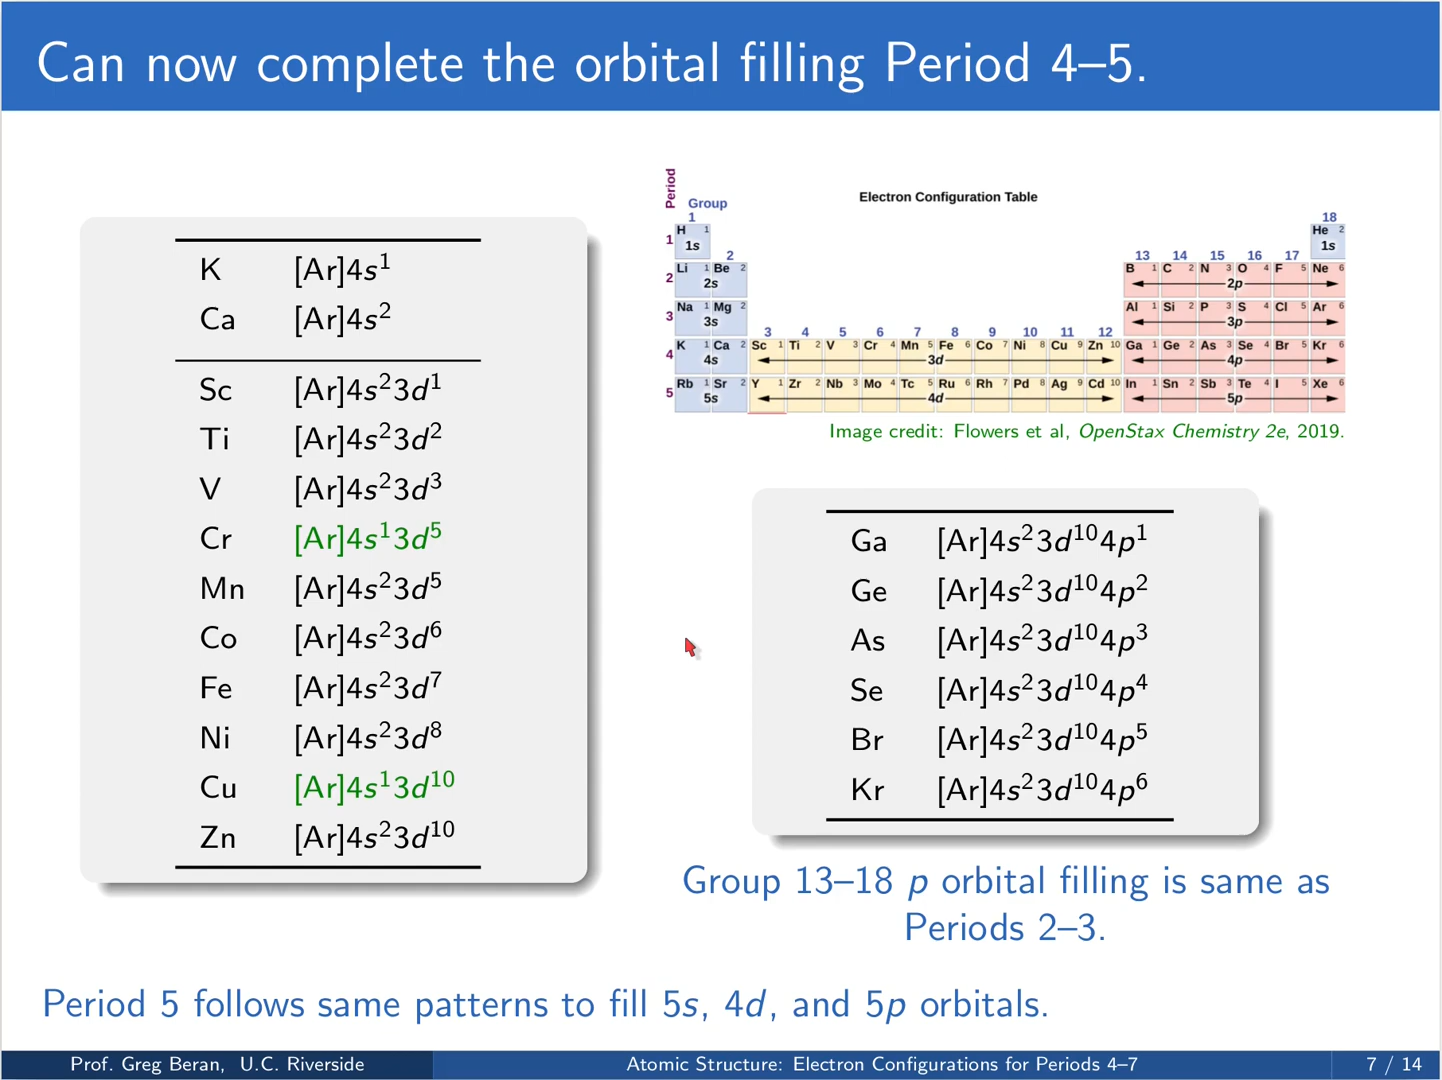 Can now complete the orbital filling Period 4–5.
K [Ar]4s¹
Ca [Ar]4s²
Sc [Ar]4s²3d¹
Ti [Ar]4s²3d²
V [Ar]4s²3d³
Cr [Ar]4s¹3d⁵
Mn [Ar]4s²3d⁵
Co [Ar]4s²3d⁶
Fe [Ar]4s²3d⁷
Ni [Ar]4s²3d⁸
Cu [Ar]4s¹3d¹⁰
Zn [Ar]4s²3d¹⁰
Electron Configuration Table
Period
Group
1 18
1 H 1 He 2
1s 1s
2 13 14 15 16 17
2 Li 1 Be 2 B 1 C 2 N 3 O 4 F 5 Ne 6
2s 2p
3 Na 1 Mg 2 Al 1 Si 2 P 3 S 4 Cl 5 Ar 6
3s 3p
3 4 5 6 7 8 9 10 11 12
4 K 1 Ca 2 Sc 1 Ti 2 V 3 Cr 4 Mn 5 Fe 6 Co 7 Ni 8 Cu 9 Zn 10 Ga 1 Ge 2 As 3 Se 4 Br 5 Kr 6
4s 3d 4p
5 Rb 1 Sr 2 Y 1 Zr 2 Nb 3 Mo 4 Tc 5 Ru 6 Rh 7 Pd 8 Ag 9 Cd 10 In 1 Sn 2 Sb 3 Te 4 I 5 Xe 6
5s 4d 5p
Image credit: Flowers et al, OpenStax Chemistry 2e, 2019.
Ga [Ar]4s²3d¹⁰4p¹
Ge [Ar]4s²3d¹⁰4p²
As [Ar]4s²3d¹⁰4p³
Se [Ar]4s²3d¹⁰4p⁴
Br [Ar]4s²3d¹⁰4p⁵
Kr [Ar]4s²3d¹⁰4p⁶
Group 13–18 p orbital filling is same as
Periods 2–3.
Period 5 follows same patterns to fill 5s, 4d, and 5p orbitals.
Prof. Greg Beran, U.C. Riverside Atomic Structure: Electron Configurations for Periods 4–7 7 / 14